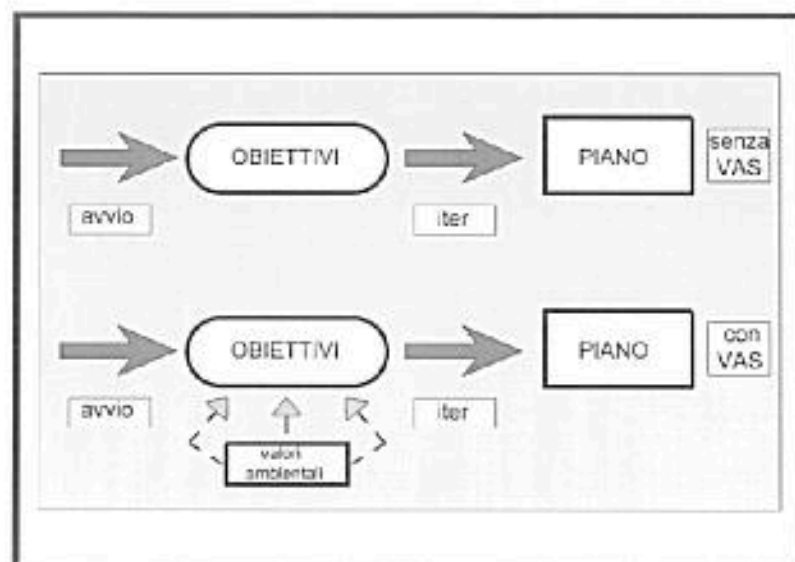 OBIETTIVI
PIANO
senza
VAS
avvio
iter
OBIETTIVI
PIANO
con
VAS
avvio
iter
valori
ambientali